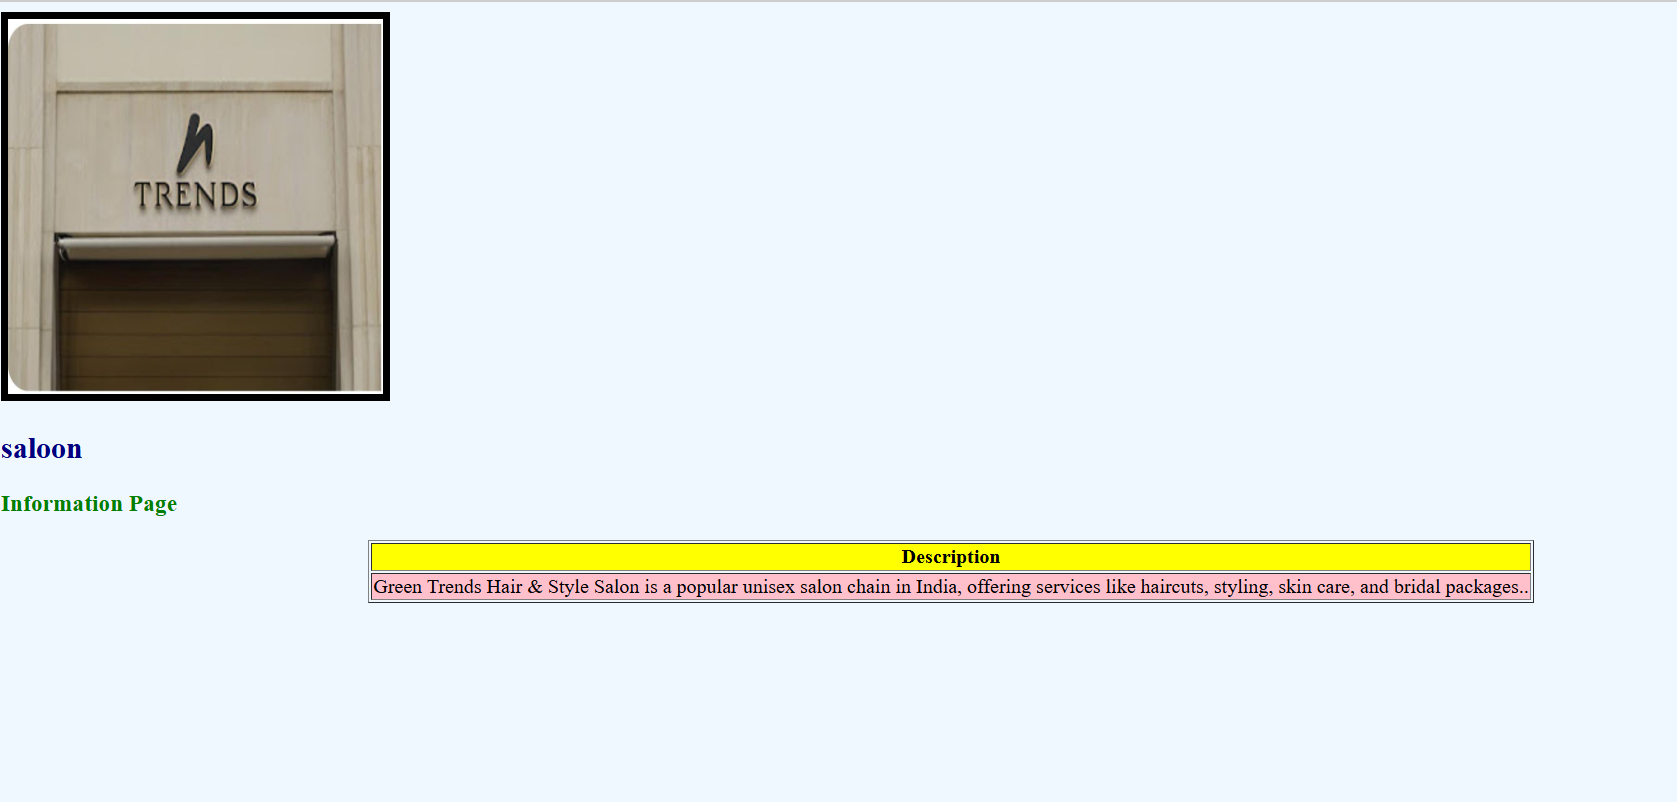 TRENDS
saloon
Information Page
Description
Green Trends Hair & Style Salon is a popular unisex salon chain in India, offering services like haircuts, styling, skin care, and bridal packages..